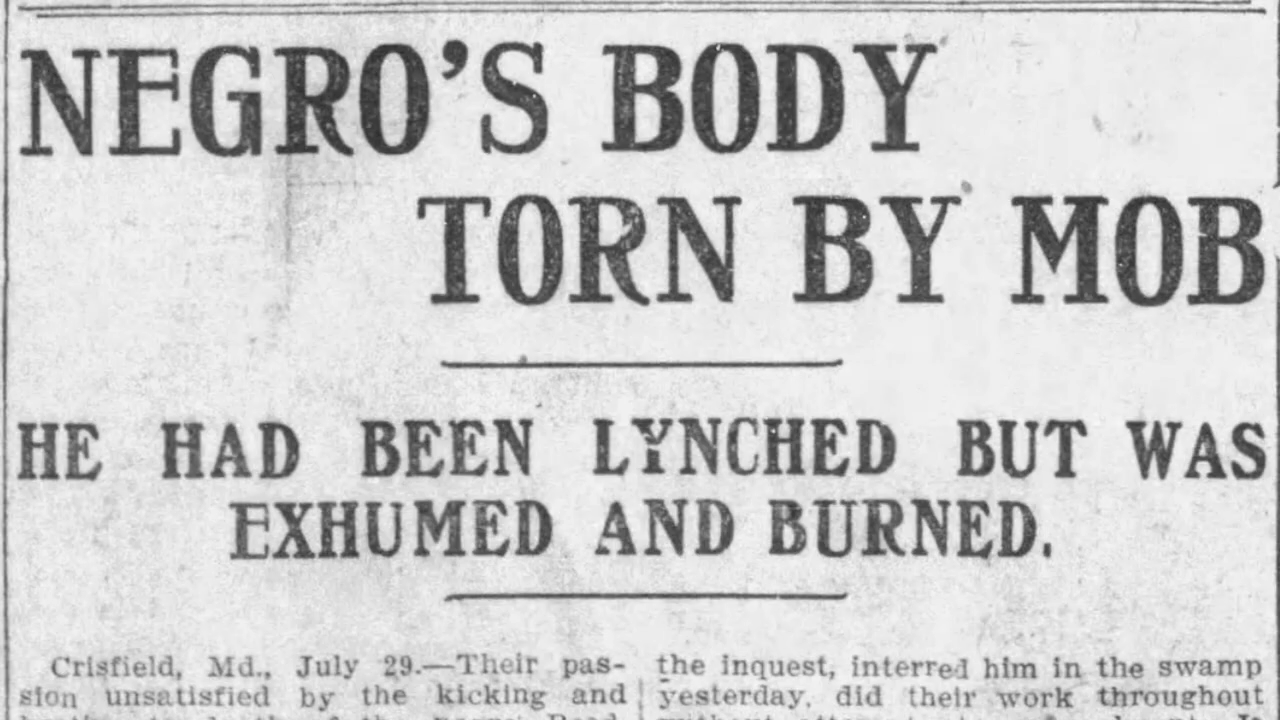 NEGRO'S BODY
TORN BY MOB
HE HAD BEEN LYNCHED BUT WAS
EXHUMED AND BURNED.
Crisfield, Md., July 29.—Their pas-
sion unsatisfied by the kicking and
the inquest, interred him in the swamp
yesterday, did their work throughout